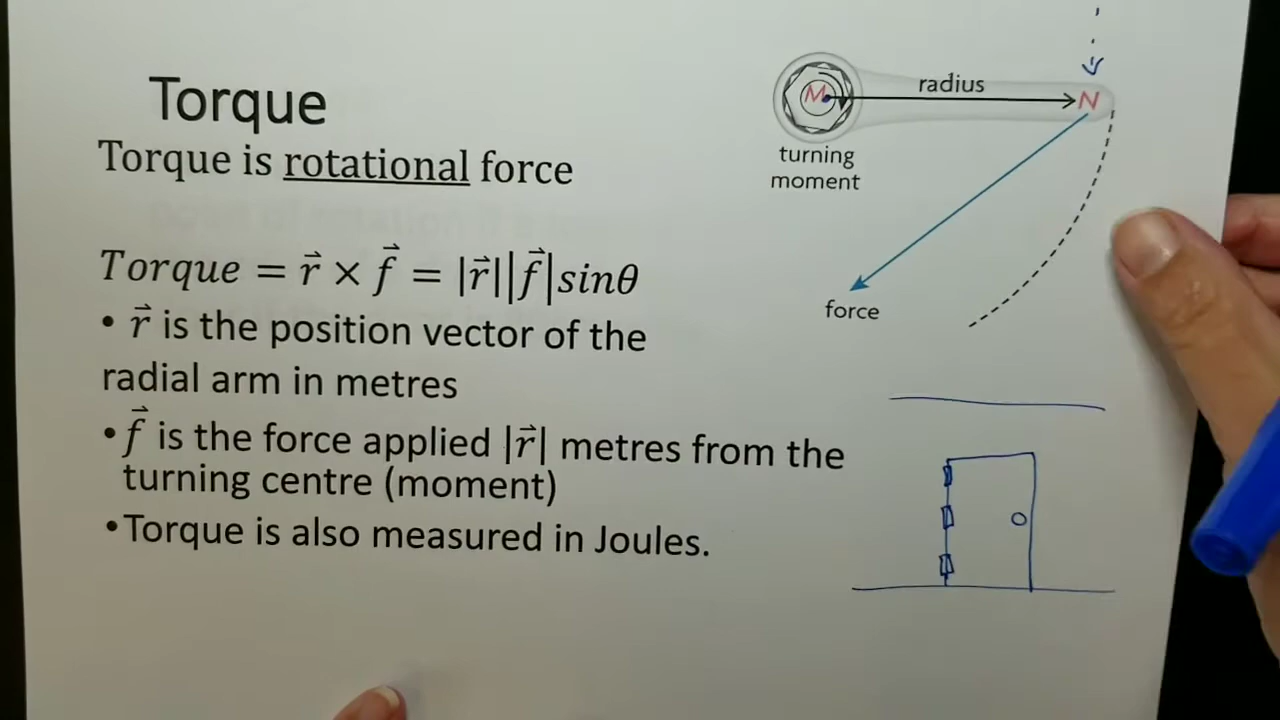 Torque
Torque is rotational force
Torque = r⃗ × f⃗ = |r⃗||f⃗|sinθ
• r⃗ is the position vector of the
radial arm in metres
• f⃗ is the force applied |r⃗| metres from the
turning centre (moment)
• Torque is also measured in Joules.
M
radius
N
turning
moment
force